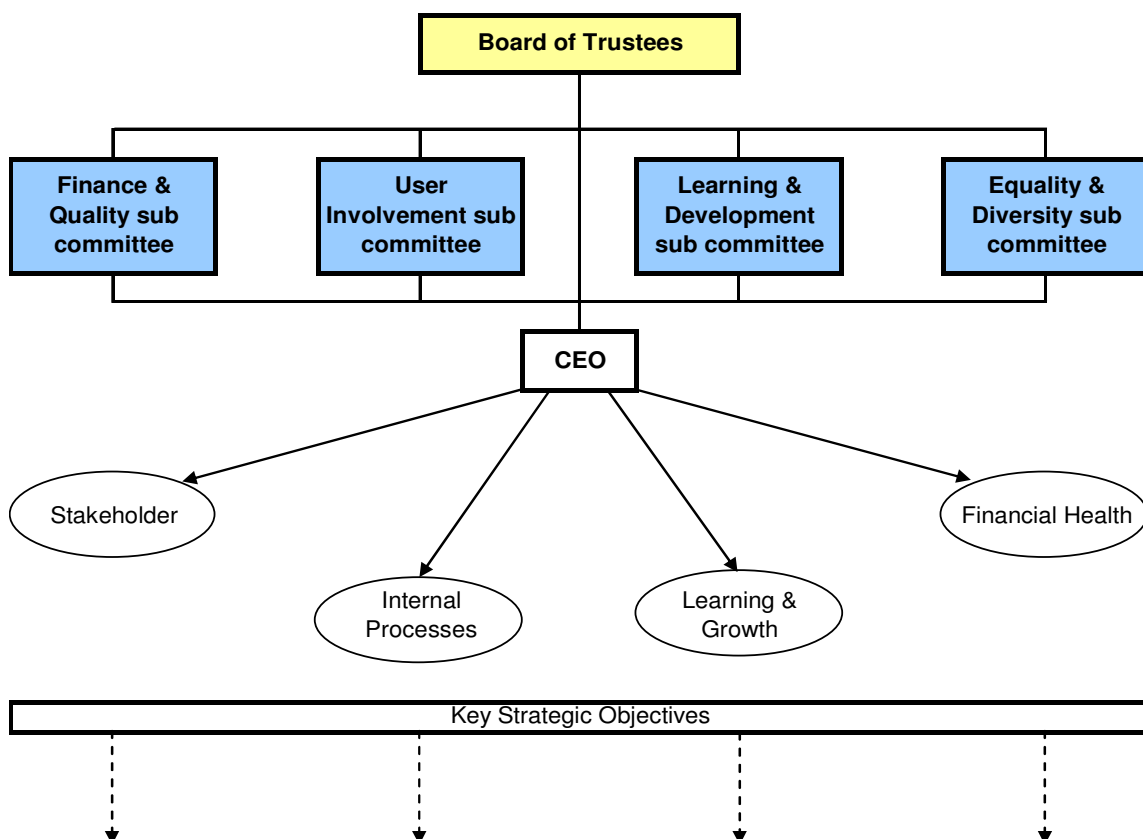 Board of Trustees
Finance &
Quality sub
committee
User
Involvement sub
committee
Learning &
Development
sub committee
Equality &
Diversity sub
committee
CEO
Stakeholder
Financial Health
Internal
Processes
Learning &
Growth
Key Strategic Objectives